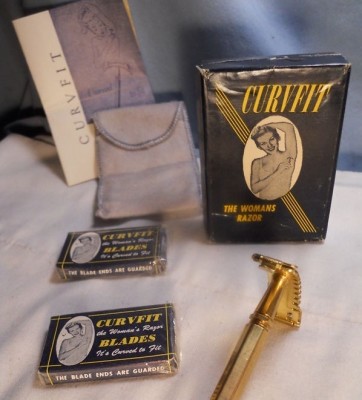 CURVFIT
CURVFIT
THE WOMANS
RAZOR
CURVFIT
the Woman's Razor
BLADES
It's Curved to Fit
THE BLADE ENDS ARE GUARDED
CURVFIT
the Woman's Razor
BLADES
It's Curved to Fit
THE BLADE ENDS ARE GUARDED